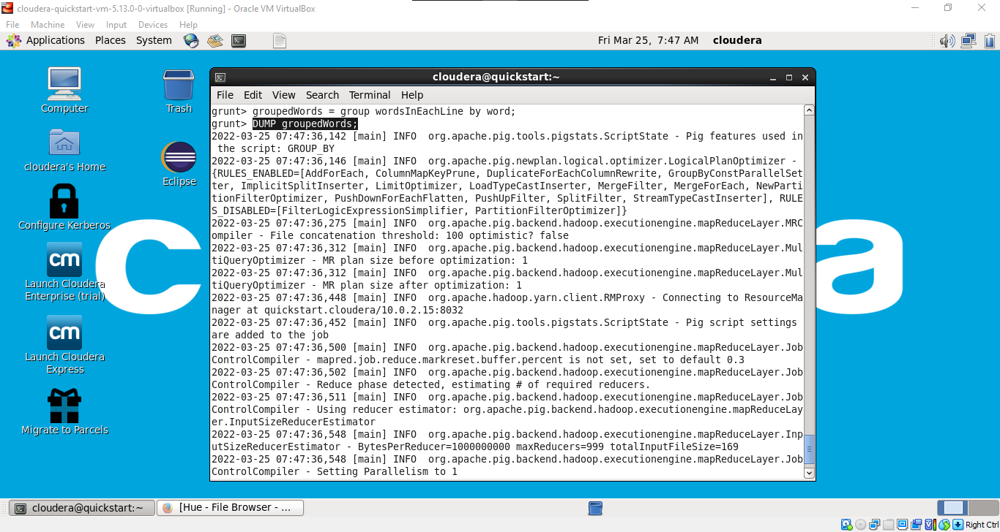 cloudera-quickstart-vm-5.13.0-0-virtualbox [Running] - Oracle VM VirtualBox
File Machine View Input Devices Help
Applications Places System Fri Mar 25, 7:47 AM cloudera
Computer
Trash
cloudera's Home
Eclipse
Configure Kerberos
cm
Launch Cloudera
Enterprise (trial)
cm
Launch Cloudera
Express
Migrate to Parcels
c
a
cloudera@quickstart:~
File Edit View Search Terminal Help
grunt> groupedWords = group wordsInEachLine by word;
grunt> DUMP groupedWords;
2022-03-25 07:47:36,142 [main] INFO  org.apache.pig.tools.pigstats.ScriptState - Pig features used in
 the script: GROUP_BY
2022-03-25 07:47:36,146 [main] INFO  org.apache.pig.newplan.logical.optimizer.LogicalPlanOptimizer -
{RULES_ENABLED=[AddForEach, ColumnMapKeyPrune, DuplicateForEachColumnRewrite, GroupByConstParallelSet
ter, ImplicitSplitInserter, LimitOptimizer, LoadTypeCastInserter, MergeFilter, MergeForEach, NewParti
tionFilterOptimizer, PushDownForEachFlatten, PushUpFilter, SplitFilter, StreamTypeCastInserter], RULE
S_DISABLED=[FilterLogicExpressionSimplifier, PartitionFilterOptimizer]}
2022-03-25 07:47:36,275 [main] INFO  org.apache.pig.backend.hadoop.executionengine.mapReduceLayer.MRC
ompiler - File concatenation threshold: 100 optimistic? false
2022-03-25 07:47:36,312 [main] INFO  org.apache.pig.backend.hadoop.executionengine.mapReduceLayer.Mul
tiQueryOptimizer - MR plan size before optimization: 1
2022-03-25 07:47:36,312 [main] INFO  org.apache.pig.backend.hadoop.executionengine.mapReduceLayer.Mul
tiQueryOptimizer - MR plan size after optimization: 1
2022-03-25 07:47:36,448 [main] INFO  org.apache.hadoop.yarn.client.RMProxy - Connecting to ResourceMa
nager at quickstart.cloudera/10.0.2.15:8032
2022-03-25 07:47:36,452 [main] INFO  org.apache.pig.tools.pigstats.ScriptState - Pig script settings
are added to the job
2022-03-25 07:47:36,500 [main] INFO  org.apache.pig.backend.hadoop.executionengine.mapReduceLayer.Job
ControlCompiler - mapred.job.reduce.markreset.buffer.percent is not set, set to default 0.3
2022-03-25 07:47:36,502 [main] INFO  org.apache.pig.backend.hadoop.executionengine.mapReduceLayer.Job
ControlCompiler - Reduce phase detected, estimating # of required reducers.
2022-03-25 07:47:36,511 [main] INFO  org.apache.pig.backend.hadoop.executionengine.mapReduceLayer.Job
ControlCompiler - Using reducer estimator: org.apache.pig.backend.hadoop.executionengine.mapReduceLay
er.InputSizeReducerEstimator
2022-03-25 07:47:36,548 [main] INFO  org.apache.pig.backend.hadoop.executionengine.mapReduceLayer.Inp
utSizeReducerEstimator - BytesPerReducer=1000000000 maxReducers=999 totalInputFileSize=169
2022-03-25 07:47:36,548 [main] INFO  org.apache.pig.backend.hadoop.executionengine.mapReduceLayer.Job
ControlCompiler - Setting Parallelism to 1
cloudera@quickstart:~ [Hue - File Browser - ...
Right Ctrl